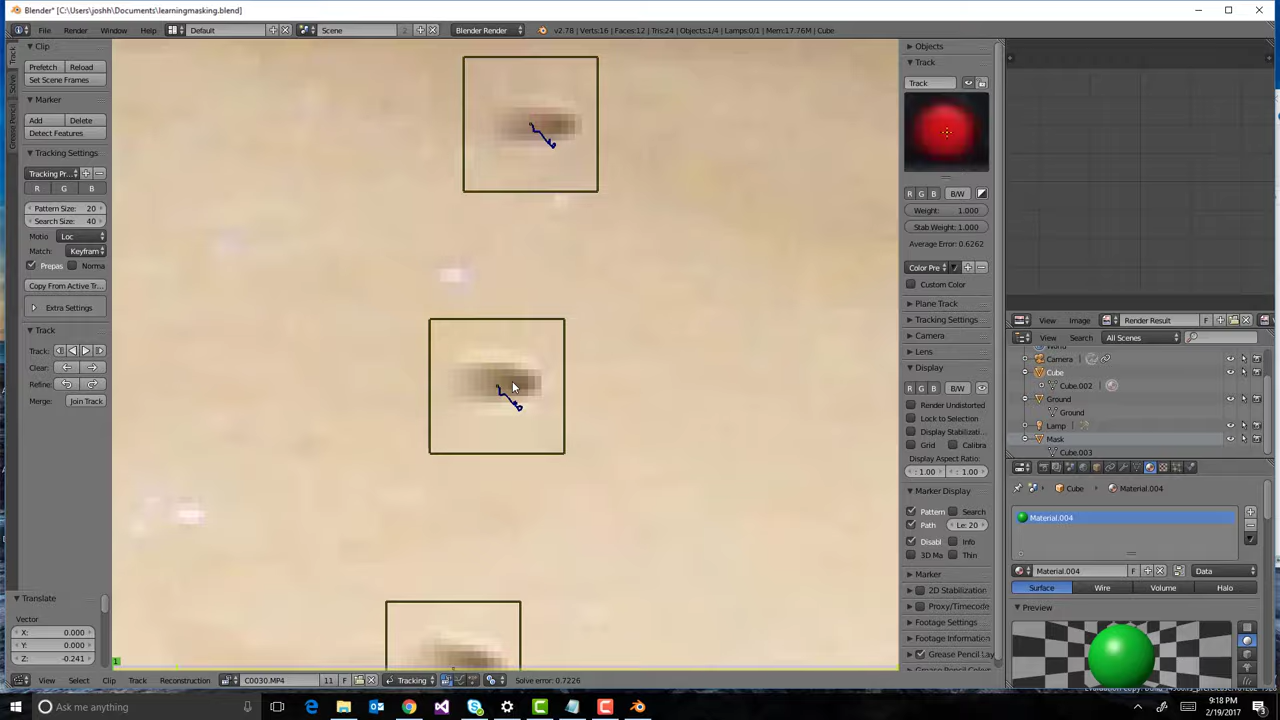 Blender* [C:\Users\joshh\Documents\learningmasking.blend]
File Render Window Help Default Scene 2 Blender Render v2.78 | Verts:16 | Faces:12 | Tris:24 | Objects:1/4 | Lamps:0/1 | Mem:17.76M | Cube
Track
Solve
Grease Pencil
Clip
Prefetch Reload
Set Scene Frames
Marker
Add Delete
Detect Features
Tracking Settings
Tracking Pr...
R G B
Pattern Size: 20
Search Size: 40
Motio Loc
Match: Keyfram
Prepas Norma
Copy From Active Tr...
Extra Settings
Track
Track:
Clear:
Refine:
Merge: Join Track
Translate
Vector
X: 0.000
Y: 0.000
Z: -0.241
1
View Select Clip Track Reconstruction C0030.MP4 11 F Tracking Solve error: 0.7226
Objects
Track
Track
R G B B/W
Weight: 1.000
Stab Weight: 1.000
Average Error: 0.6262
Color Pre
Custom Color
Plane Track
Tracking Settings
Camera
Lens
Display
R G B B/W
Render Undistorted
Lock to Selection
Display Stabilizati...
Grid Calibra
Display Aspect Ratio:
: 1.00 : 1.00
Marker Display
Pattern Search
Path Le: 20
Disabl Info
3D Ma Thin
Marker
2D Stabilization
Proxy/Timecode
Footage Settings
Footage Information
Grease Pencil Lay
View Image Render Result F
View Search All Scenes
Camera
Cube
Cube.002
Ground
Ground
Lamp
Mask
Cube.003
Cube Material.004
Material.004
Material.004 F Data
Surface Wire Volume Halo
Preview
Ask me anything
9:18 PM
2/19/2017